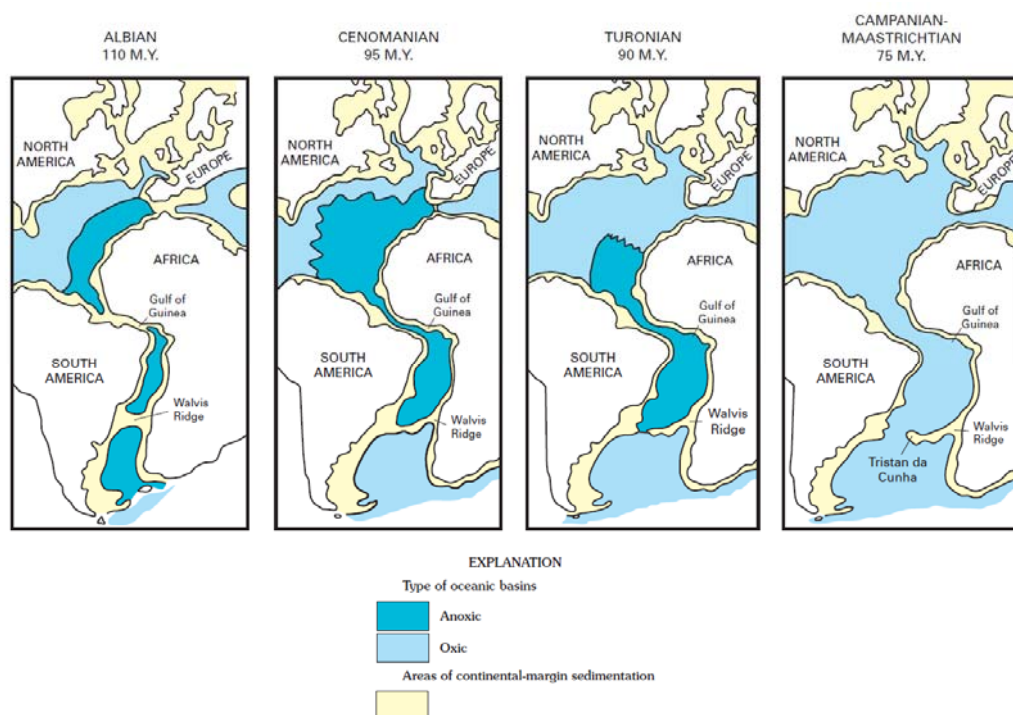 ALBIAN
110 M.Y.
NORTH
AMERICA
EUROPE
AFRICA
Gulf of
Guinea
SOUTH
AMERICA
Walvis
Ridge
CENOMANIAN
95 M.Y.
NORTH
AMERICA
EUROPE
AFRICA
Gulf of
Guinea
SOUTH
AMERICA
Walvis
Ridge
TURONIAN
90 M.Y.
NORTH
AMERICA
EUROPE
AFRICA
Gulf of
Guinea
SOUTH
AMERICA
Walvis
Ridge
CAMPANIAN-
MAASTRICHTIAN
75 M.Y.
NORTH
AMERICA
EUROPE
AFRICA
Gulf of
Guinea
SOUTH
AMERICA
Walvis
Ridge
Tristan da
Cunha
EXPLANATION
Type of oceanic basins
Anoxic
Oxic
Areas of continental-margin sedimentation